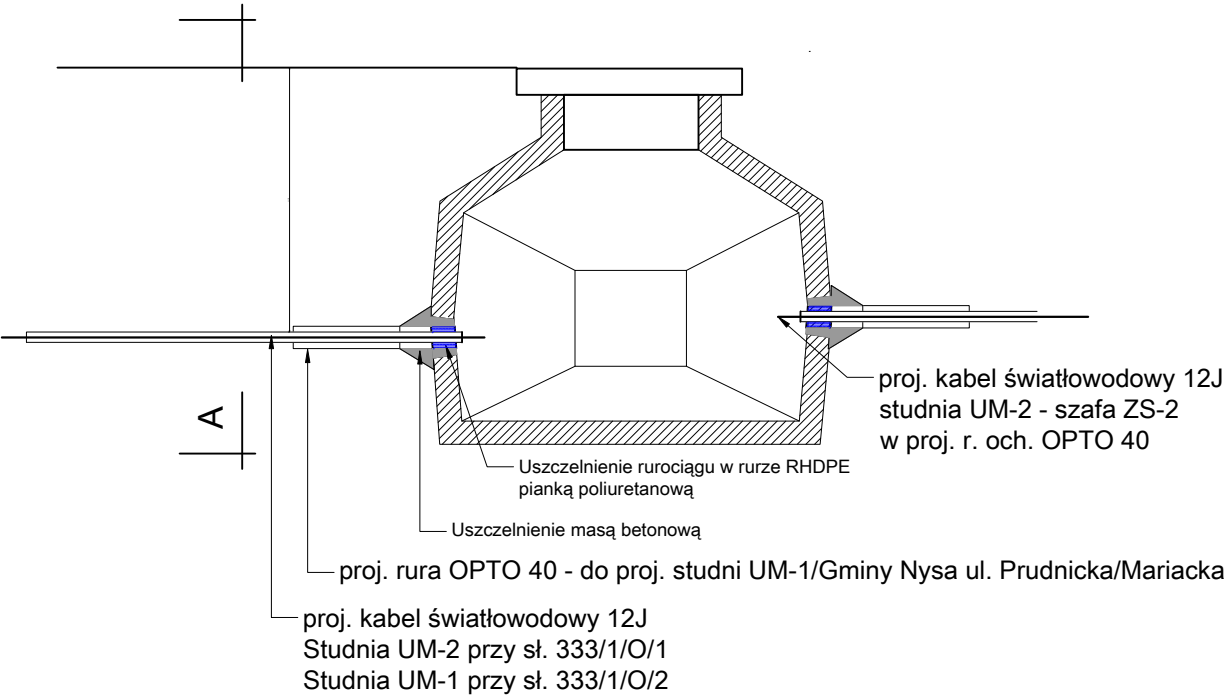 A
proj. kabel światłowodowy 12J
studnia UM-2 - szafa ZS-2
w proj. r. och. OPTO 40
Uszczelnienie rurociągu w rurze RHDPE
pianką poliuretanową
Uszczelnienie masą betonową
proj. rura OPTO 40 - do proj. studni UM-1/Gminy Nysa ul. Prudnicka/Mariacka
proj. kabel światłowodowy 12J
Studnia UM-2 przy sł. 333/1/O/1
Studnia UM-1 przy sł. 333/1/O/2